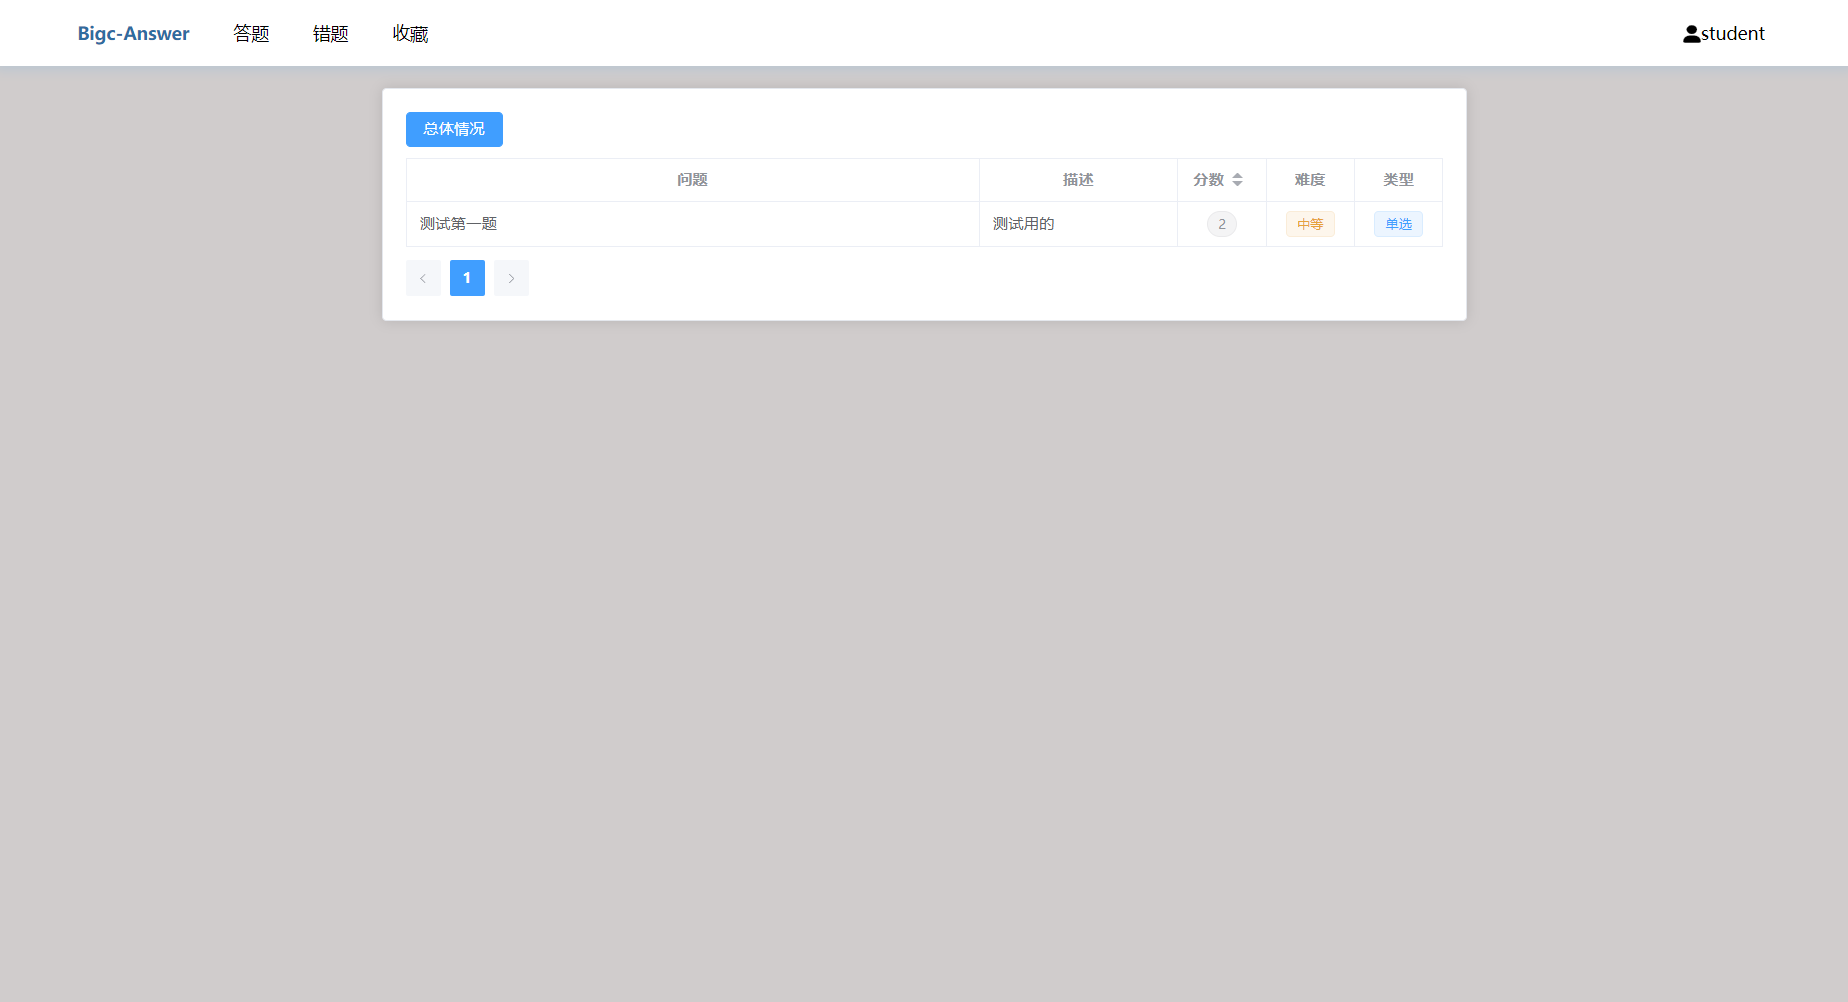 Bigc-Answer 答题 错题 收藏 student
总体情况
问题 描述 分数 难度 类型
测试第一题 测试用的 2 中等 单选
1